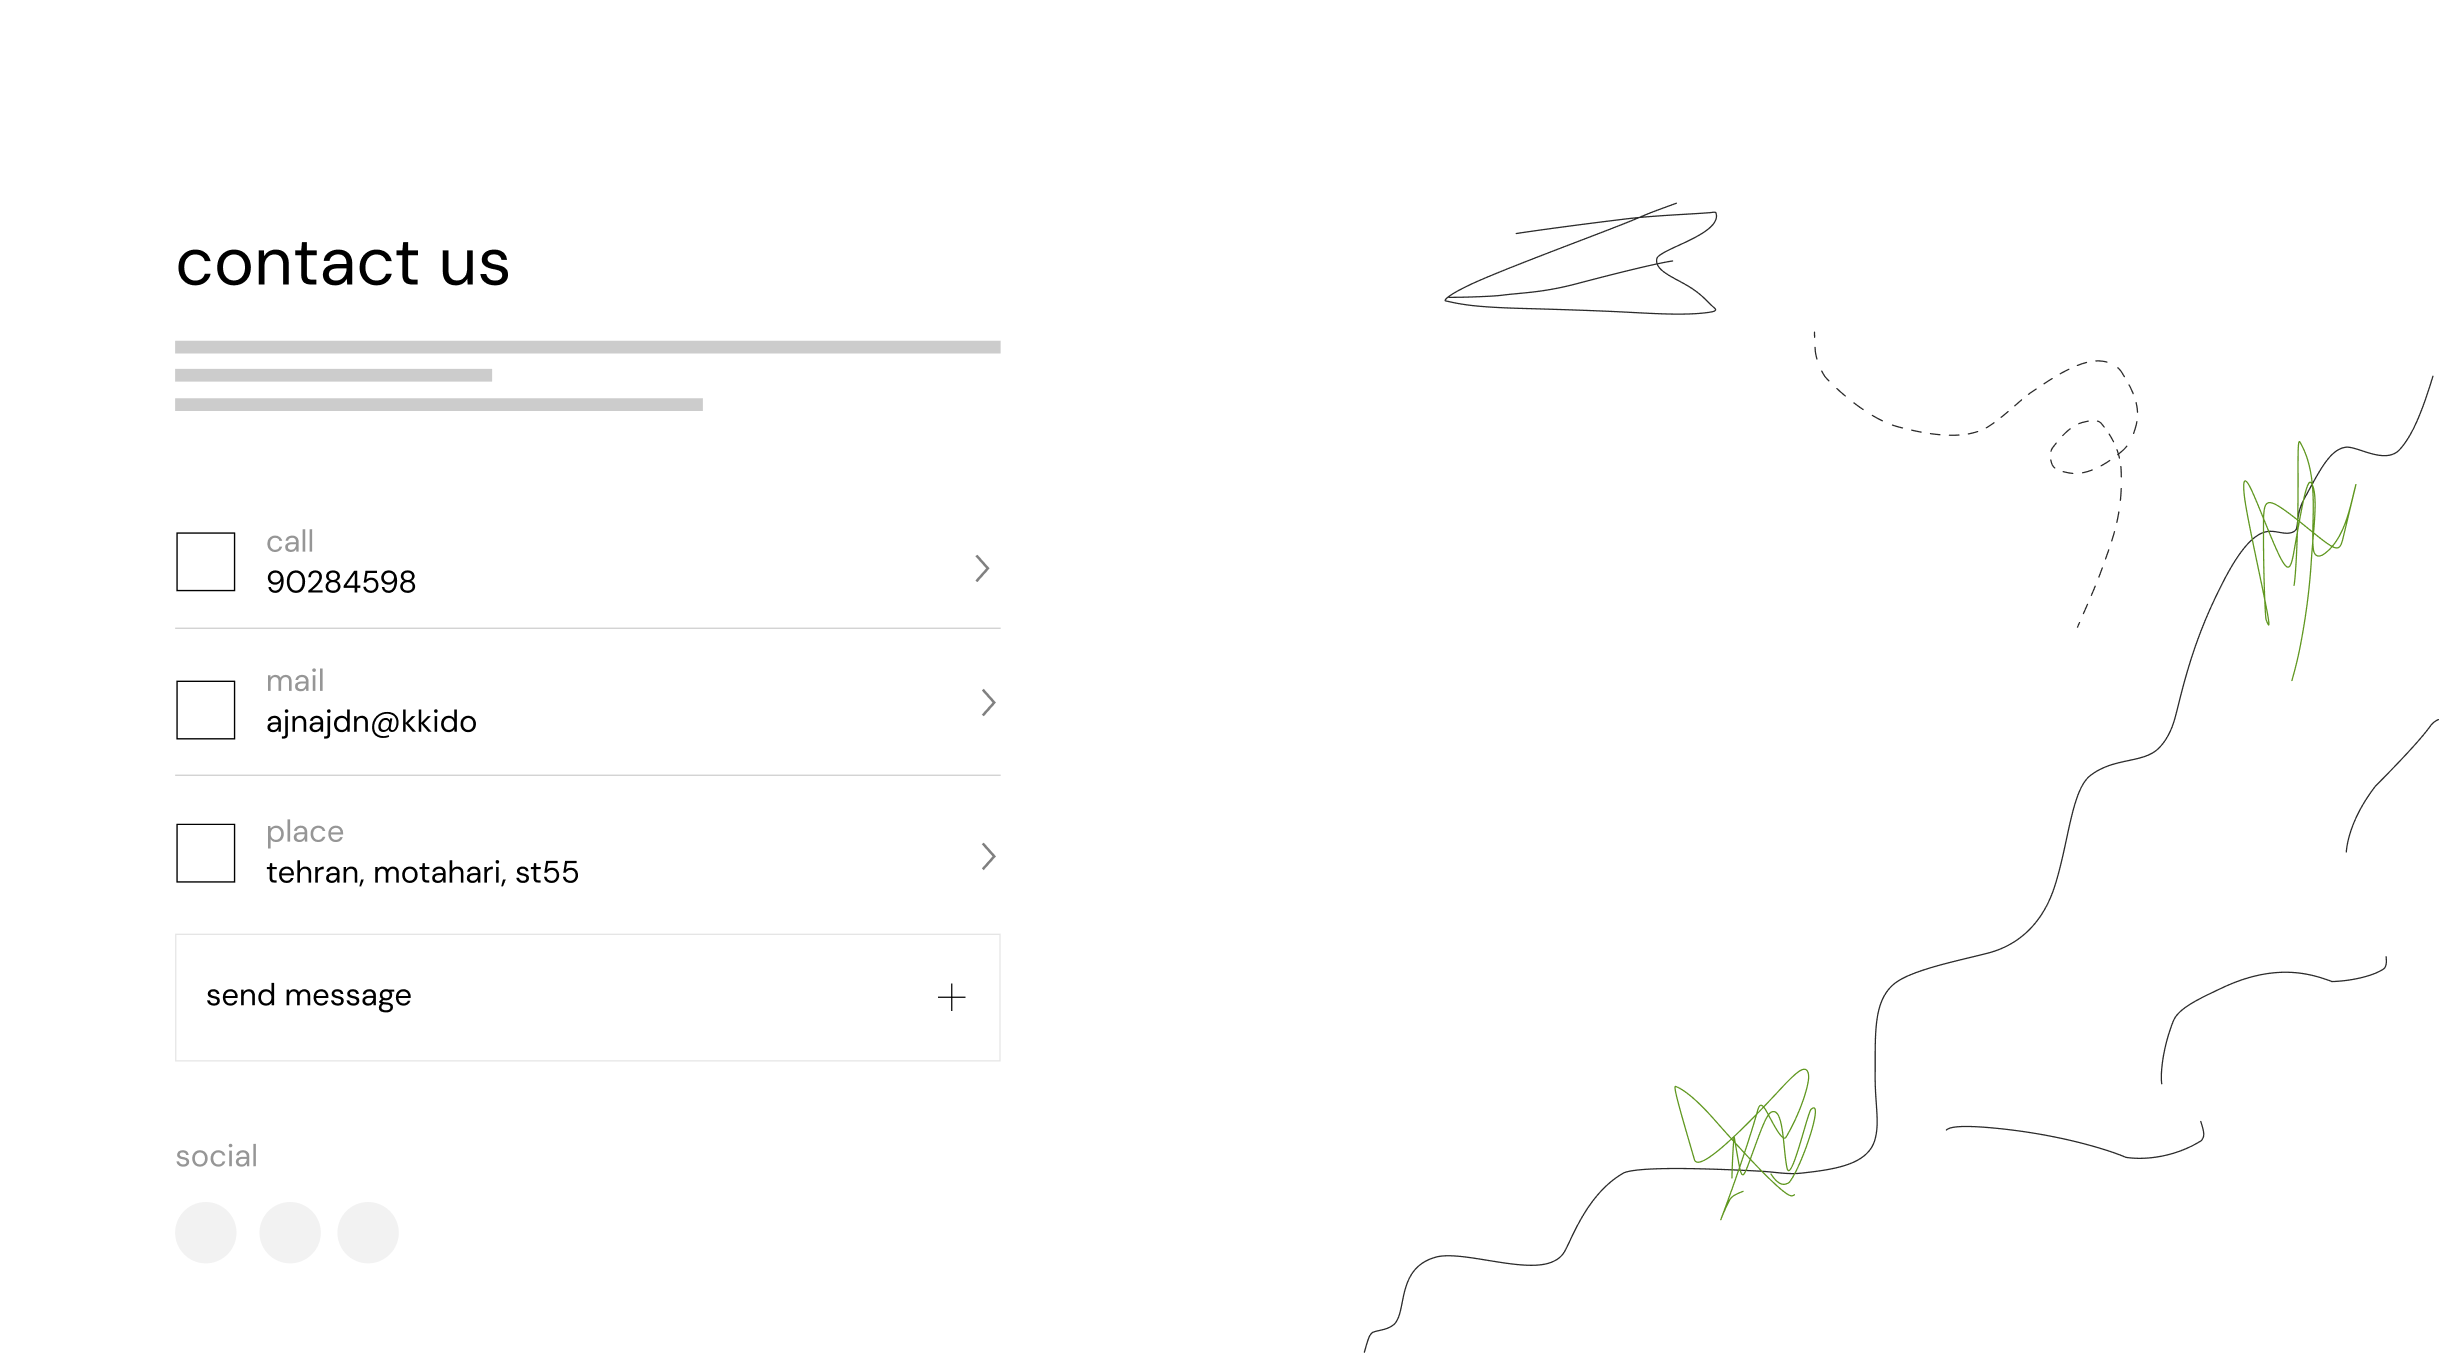 contact us
call
90284598
mail
ajnajdn@kkido
place
tehran, motahari, st55
send message
social